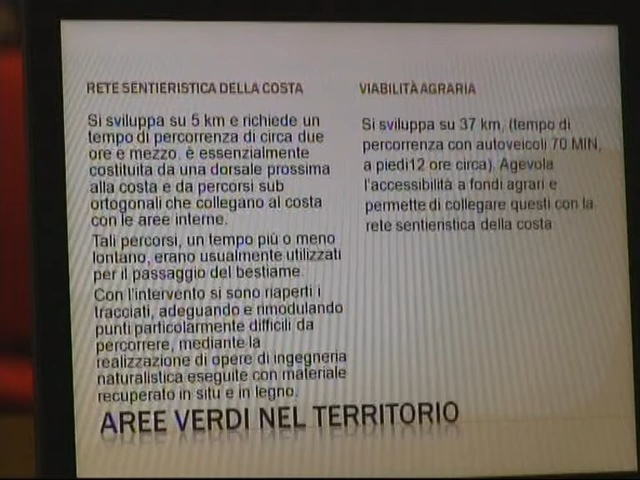 RETE SENTIERISTICA DELLA COSTA
Si sviluppa su 5 km e richiede un
tempo di percorrenza di circa due
ore e mezzo. è essenzialmente
costituita da una dorsale prossima
alla costa e da percorsi sub
ortogonali che collegano al costa
con le aree interne.
Tali percorsi, un tempo più o meno
lontano, erano usualmente utilizzati
per il passaggio del bestiame.
Con l'intervento si sono riaperti i
tracciati, adeguando e rimodulando
punti particolarmente difficili da
percorrere, mediante la
realizzazione di opere di ingegneria
naturalistica eseguite con materiale
recuperato in situ e in legno.
VIABILITÀ AGRARIA
Si sviluppa su 37 km, (tempo di
percorrenza con autoveicoli 70 MIN,
a piedi12 ore circa). Agevola
l'accessibilità a fondi agrari e
permette di collegare questi con la
rete sentieristica della costa
AREE VERDI NEL TERRITORIO